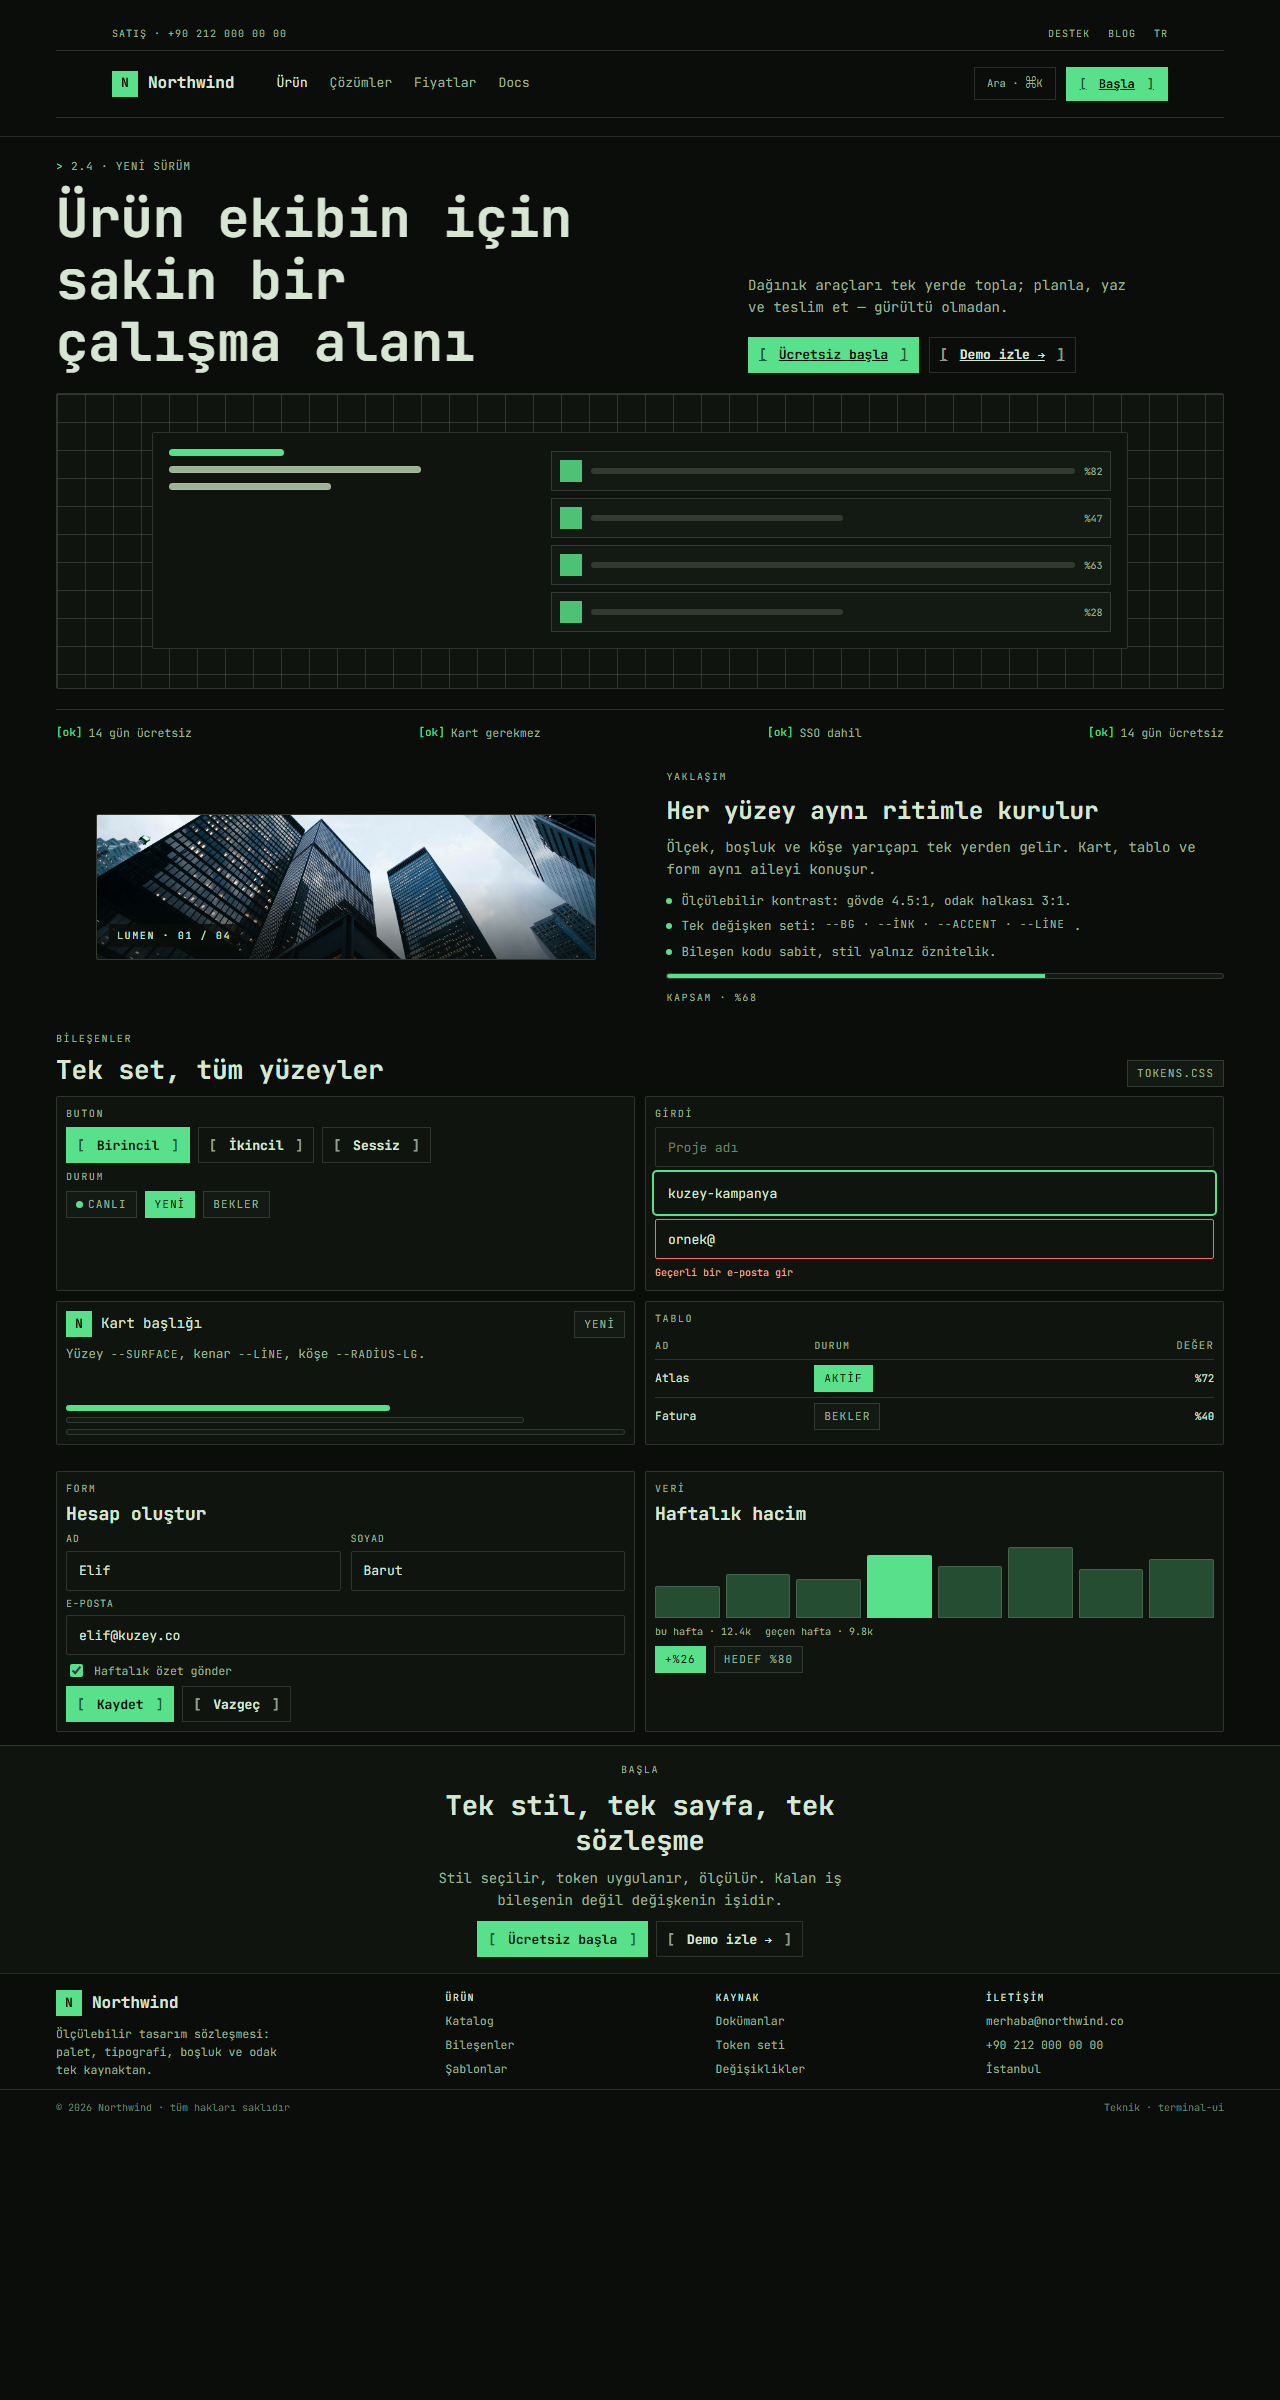 SATIŞ · +90 212 000 00 00
DESTEK BLOG TR
N Northwind Ürün Çözümler Fiyatlar Docs
Ara · ⌘K [ Başla ]
> 2.4 · YENİ SÜRÜM
Ürün ekibin için
sakin bir
çalışma alanı
Dağınık araçları tek yerde topla; planla, yaz
ve teslim et — gürültü olmadan.
[ Ücretsiz başla ] [ Demo izle → ]
%82
%47
%63
%28
[ok] 14 gün ücretsiz [ok] Kart gerekmez [ok] SSO dahil [ok] 14 gün ücretsiz
LUMEN · 01 / 04
YAKLAŞIM
Her yüzey aynı ritimle kurulur
Ölçek, boşluk ve köşe yarıçapı tek yerden gelir. Kart, tablo ve
form aynı aileyi konuşur.
Ölçülebilir kontrast: gövde 4.5:1, odak halkası 3:1.
Tek değişken seti: --BG · --İNK · --ACCENT · --LİNE .
Bileşen kodu sabit, stil yalnız öznitelik.
KAPSAM · %68
BİLEŞENLER
Tek set, tüm yüzeyler
TOKENS.CSS
BUTON
[ Birincil ] [ İkincil ] [ Sessiz ]
DURUM
CANLI YENİ BEKLER
GİRDİ
Proje adı
kuzey-kampanya
ornek@
Geçerli bir e-posta gir
N Kart başlığı YENİ
Yüzey --SURFACE, kenar --LİNE, köşe --RADİUS-LG.
TABLO
AD DURUM DEĞER
Atlas AKTİF %72
Fatura BEKLER %40
FORM
Hesap oluştur
AD SOYAD
Elif Barut
E-POSTA
elif@kuzey.co
Haftalık özet gönder
[ Kaydet ] [ Vazgeç ]
VERİ
Haftalık hacim
bu hafta · 12.4k geçen hafta · 9.8k
+%26 HEDEF %80
BAŞLA
Tek stil, tek sayfa, tek
sözleşme
Stil seçilir, token uygulanır, ölçülür. Kalan iş
bileşenin değil değişkenin işidir.
[ Ücretsiz başla ] [ Demo izle → ]
N Northwind
Ölçülebilir tasarım sözleşmesi:
palet, tipografi, boşluk ve odak
tek kaynaktan.
ÜRÜN
Katalog
Bileşenler
Şablonlar
KAYNAK
Dokümanlar
Token seti
Değişiklikler
İLETİŞİM
merhaba@northwind.co
+90 212 000 00 00
İstanbul
© 2026 Northwind · tüm hakları saklıdır
Teknik · terminal-ui